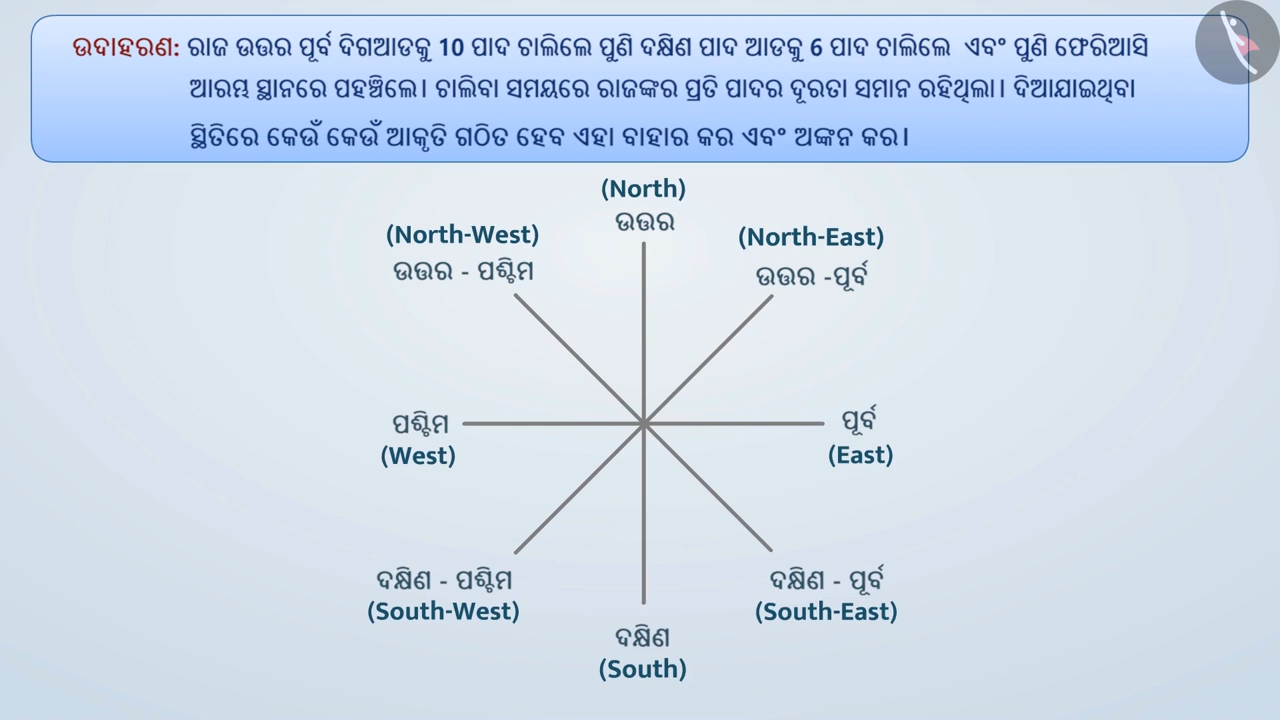 ଉଦାହରଣ: ରାଜ ଉତ୍ତର ପୂର୍ବ ଦିଗଆଡକୁ 10 ପାଦ ଚାଲିଲେ ପୁଣି ଦକ୍ଷିଣ ପାଦ ଆଡକୁ 6 ପାଦ ଚାଲିଲେ ଏବଂ ପୁଣି ଫେରିଆସି
ଆରମ୍ଭ ସ୍ଥାନରେ ପହଞ୍ଚିଲେ। ଚାଲିବା ସମୟରେ ରାଜଙ୍କର ପ୍ରତି ପାଦର ଦୂରତା ସମାନ ରହିଥିଲା। ଦିଆଯାଇଥିବା
ସ୍ଥିତିରେ କେଉଁ କେଉଁ ଆକୃତି ଗଠିତ ହେବ ଏହା ବାହାର କର ଏବଂ ଅଙ୍କନ କର।
(North)
ଉତ୍ତର
(North-West)
ଉତ୍ତର - ପଶ୍ଚିମ
(North-East)
ଉତ୍ତର -ପୂର୍ବ
ପଶ୍ଚିମ
(West)
ପୂର୍ବ
(East)
ଦକ୍ଷିଣ - ପଶ୍ଚିମ
(South-West)
ଦକ୍ଷିଣ - ପୂର୍ବ
(South-East)
ଦକ୍ଷିଣ
(South)